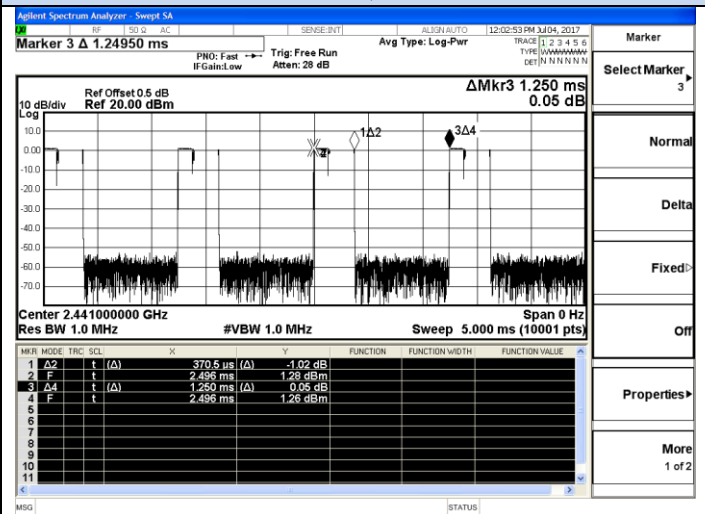 Agilent Spectrum Analyzer - Swept SA
RF 50 Ω AC SENSE:INT ALIGN AUTO 12:02:53 PM Jul 04, 2017
Marker 3 Δ 1.24950 ms
PNO: Fast
IFGain:Low
Trig: Free Run
Atten: 28 dB
Avg Type: Log-Pwr
TRACE 1 2 3 4 5 6
TYPE
DET N N N N N N
Marker
Select Marker
3
Normal
Delta
Fixed
Off
Properties
More
1 of 2
ΔMkr3 1.250 ms
0.05 dB
Ref Offset 0.5 dB
10 dB/div Ref 20.00 dBm
Log
10.0
0.00
-10.0
-20.0
-30.0
-40.0
-50.0
-60.0
-70.0
1Δ2
3Δ4
Center 2.441000000 GHz Span 0 Hz
Res BW 1.0 MHz #VBW 1.0 MHz Sweep 5.000 ms (10001 pts)
MKR MODE TRC SCL X Y FUNCTION FUNCTION WIDTH FUNCTION VALUE
1 Δ2 t (Δ) 370.5 µs (Δ) -1.02 dB
2 F t 2.496 ms 1.28 dBm
3 Δ4 t (Δ) 1.250 ms (Δ) 0.05 dB
4 F t 2.496 ms 1.26 dBm
5
6
7
8
9
10
11
MSG STATUS